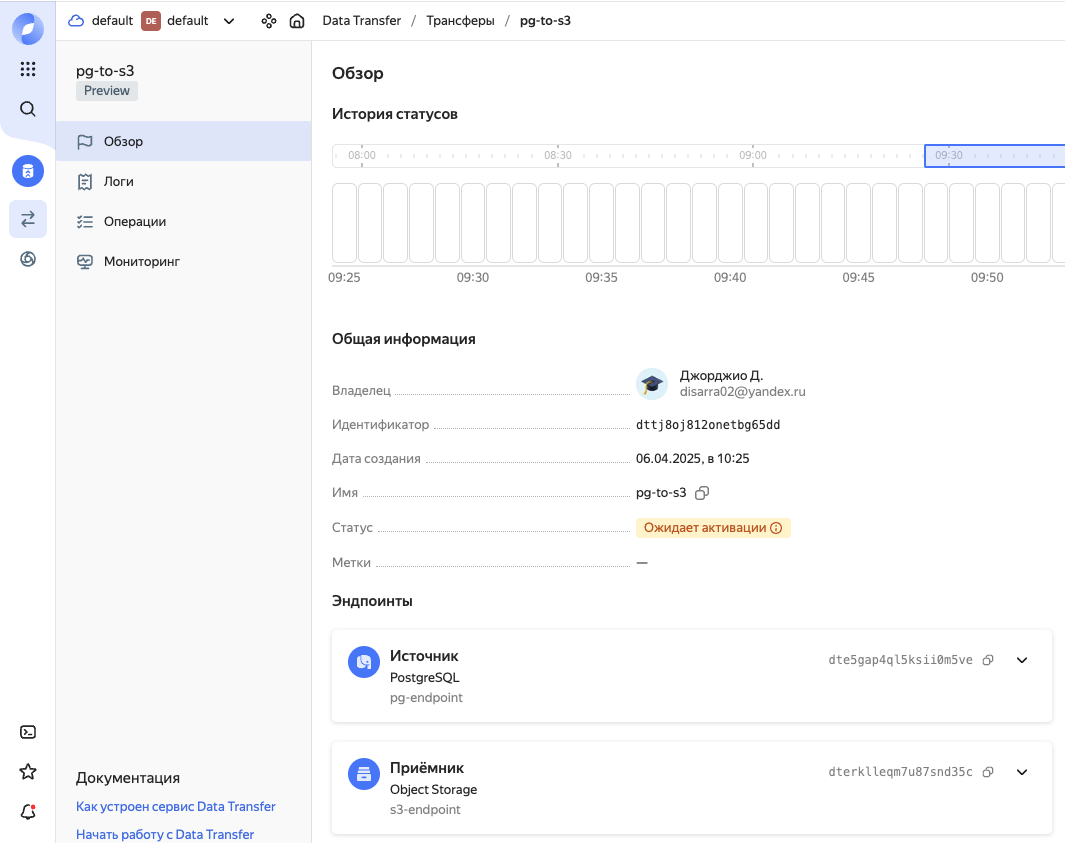 default DE default Data Transfer / Трансферы / pg-to-s3
pg-to-s3
Preview
Обзор
Логи
Операции
Мониторинг
Документация
Как устроен сервис Data Transfer
Начать работу с Data Transfer
Обзор
История статусов
08:00 08:30 09:00 09:30
09:25 09:30 09:35 09:40 09:45 09:50
Общая информация
Владелец Джорджио Д.
disarra02@yandex.ru
Идентификатор dttj8oj812onetbg65dd
Дата создания 06.04.2025, в 10:25
Имя pg-to-s3
Статус Ожидает активации
Метки —
Эндпоинты
Источник dte5gap4ql5ksii0m5ve
PostgreSQL
pg-endpoint
Приёмник dterklleqm7u87snd35c
Object Storage
s3-endpoint